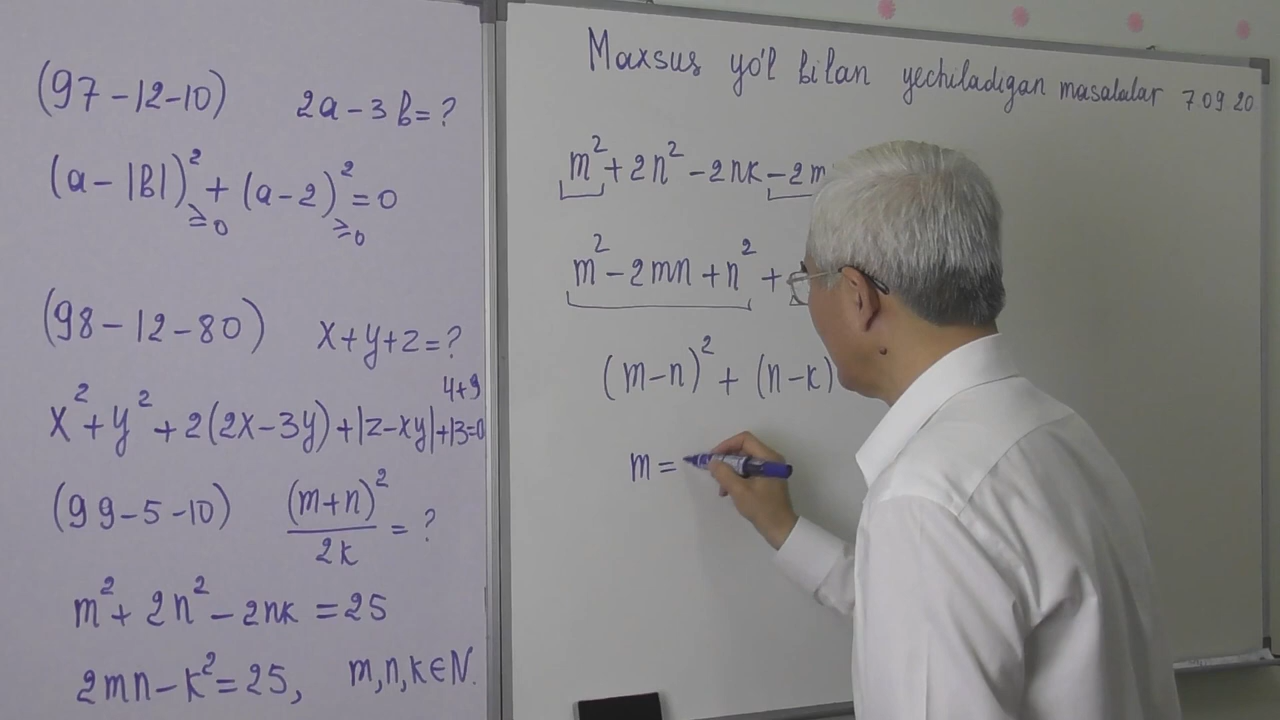 (97-12-10) 2a-3b=?
(a-|B|)²+(a-2)²=0
≥0 ≥0
(98-12-80) x+y+z=?
4+9
x²+y²+2(2x-3y)+|z-xy|+13=0
(99-5-10) (m+n)²/2k = ?
m²+2n²-2nk=25
2mn-k²=25, m,n,k∈N.
Maxsus yo'l bilan yechiladigan masalalar 7.09.20
m²+2n²-2nk-2m
m²-2mn+n²+
(m-n)²+(n-k)
m=